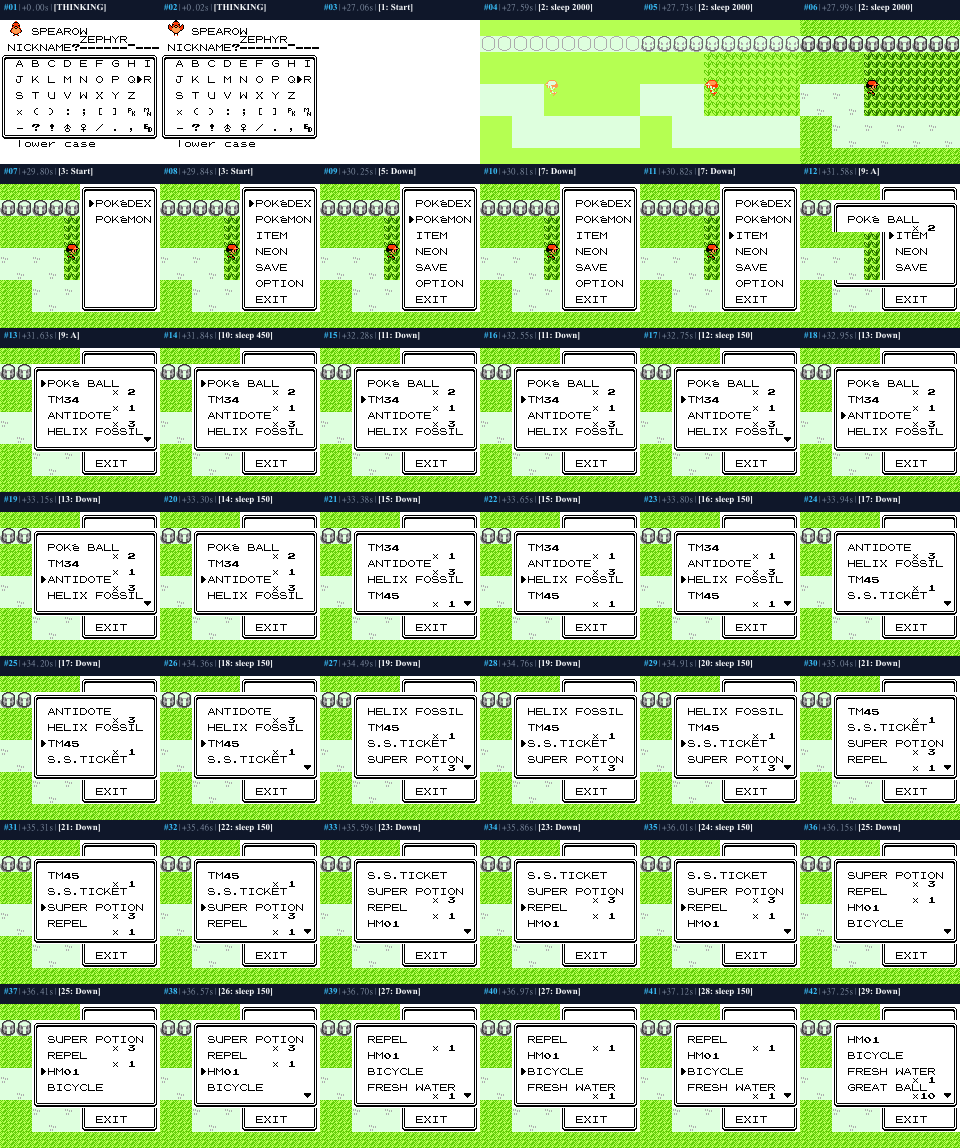 #01|+0.00s|[THINKING]
SPEAROW
ZEPHYR
NICKNAME?
A B C D E F G H I
J K L M N O P Q R
S T U V W X Y Z
× ( ) : ; [ ] PK MN
- ? ! ♂ ♀ / . , ED
lower case
#02|+0.02s|[THINKING]
SPEAROW
ZEPHYR
NICKNAME?
A B C D E F G H I
J K L M N O P Q R
S T U V W X Y Z
× ( ) : ; [ ] PK MN
- ? ! ♂ ♀ / . , ED
lower case
#03|+27.06s|[1: Start]
#04|+27.59s|[2: sleep 2000]
#05|+27.73s|[2: sleep 2000]
#06|+27.99s|[2: sleep 2000]
#07|+29.80s|[3: Start]
▶POKéDEX
POKéMON
#08|+29.84s|[3: Start]
▶POKéDEX
POKéMON
ITEM
NEON
SAVE
OPTION
EXIT
#09|+30.25s|[5: Down]
POKéDEX
▶POKéMON
ITEM
NEON
SAVE
OPTION
EXIT
#10|+30.81s|[7: Down]
▶POKéDEX
POKéMON
ITEM
NEON
SAVE
OPTION
EXIT
#11|+30.82s|[7: Down]
POKéDEX
POKéMON
▶ITEM
NEON
SAVE
OPTION
EXIT
#12|+31.58s|[9: A]
POKé BALL
× 2
▶ITEM
NEON
SAVE
EXIT
#13|+31.63s|[9: A]
▶POKé BALL
× 2
TM34
× 1
ANTIDOTE
× 3
HELIX FOSSIL
EXIT
#14|+31.84s|[10: sleep 450]
▶POKé BALL
× 2
TM34
× 1
ANTIDOTE
× 3
HELIX FOSSIL
EXIT
#15|+32.28s|[11: Down]
POKé BALL
× 2
▶TM34
× 1
ANTIDOTE
× 3
HELIX FOSSIL
EXIT
#16|+32.55s|[11: Down]
POKé BALL
× 2
▶TM34
× 1
ANTIDOTE
× 3
HELIX FOSSIL
EXIT
#17|+32.75s|[12: sleep 150]
POKé BALL
× 2
▶TM34
× 1
ANTIDOTE
× 3
HELIX FOSSIL
EXIT
#18|+32.95s|[13: Down]
POKé BALL
× 2
TM34
× 1
▶ANTIDOTE
× 3
HELIX FOSSIL
EXIT
#19|+33.15s|[13: Down]
POKé BALL
× 2
TM34
× 1
▶ANTIDOTE
× 3
HELIX FOSSIL
EXIT
#20|+33.30s|[14: sleep 150]
POKé BALL
× 2
TM34
× 1
▶ANTIDOTE
× 3
HELIX FOSSIL
EXIT
#21|+33.38s|[15: Down]
TM34
× 1
ANTIDOTE
× 3
HELIX FOSSIL
TM45
× 1
EXIT
#22|+33.65s|[15: Down]
TM34
× 1
ANTIDOTE
× 3
▶HELIX FOSSIL
TM45
× 1
EXIT
#23|+33.80s|[16: sleep 150]
TM34
× 1
ANTIDOTE
× 3
▶HELIX FOSSIL
TM45
× 1
EXIT
#24|+33.94s|[17: Down]
ANTIDOTE
× 3
HELIX FOSSIL
TM45
× 1
S.S.TICKET
EXIT
#25|+34.20s|[17: Down]
ANTIDOTE
× 3
HELIX FOSSIL
▶TM45
× 1
S.S.TICKET
EXIT
#26|+34.36s|[18: sleep 150]
ANTIDOTE
× 3
HELIX FOSSIL
▶TM45
× 1
S.S.TICKET
EXIT
#27|+34.49s|[19: Down]
HELIX FOSSIL
TM45
× 1
S.S.TICKET
SUPER POTION
× 3
EXIT
#28|+34.76s|[19: Down]
HELIX FOSSIL
TM45
× 1
▶S.S.TICKET
SUPER POTION
× 3
EXIT
#29|+34.91s|[20: sleep 150]
HELIX FOSSIL
TM45
× 1
▶S.S.TICKET
SUPER POTION
× 3
EXIT
#30|+35.04s|[21: Down]
TM45
× 1
S.S.TICKET
SUPER POTION
× 3
REPEL
× 1
EXIT
#31|+35.31s|[21: Down]
TM45
× 1
S.S.TICKET
▶SUPER POTION
× 3
REPEL
× 1
EXIT
#32|+35.46s|[22: sleep 150]
TM45
× 1
S.S.TICKET
▶SUPER POTION
× 3
REPEL
× 1
EXIT
#33|+35.59s|[23: Down]
S.S.TICKET
SUPER POTION
× 3
REPEL
× 1
HM01
EXIT
#34|+35.86s|[23: Down]
S.S.TICKET
SUPER POTION
× 3
▶REPEL
× 1
HM01
EXIT
#35|+36.01s|[24: sleep 150]
S.S.TICKET
SUPER POTION
× 3
▶REPEL
× 1
HM01
EXIT
#36|+36.15s|[25: Down]
SUPER POTION
× 3
REPEL
× 1
HM01
BICYCLE
EXIT
#37|+36.41s|[25: Down]
SUPER POTION
× 3
REPEL
× 1
▶HM01
BICYCLE
EXIT
#38|+36.57s|[26: sleep 150]
SUPER POTION
× 3
REPEL
× 1
▶HM01
BICYCLE
EXIT
#39|+36.70s|[27: Down]
REPEL
× 1
HM01
BICYCLE
FRESH WATER
× 1
EXIT
#40|+36.97s|[27: Down]
REPEL
× 1
HM01
▶BICYCLE
FRESH WATER
× 1
EXIT
#41|+37.12s|[28: sleep 150]
REPEL
× 1
HM01
▶BICYCLE
FRESH WATER
× 1
EXIT
#42|+37.25s|[29: Down]
HM01
BICYCLE
FRESH WATER
× 1
GREAT BALL
×10
EXIT